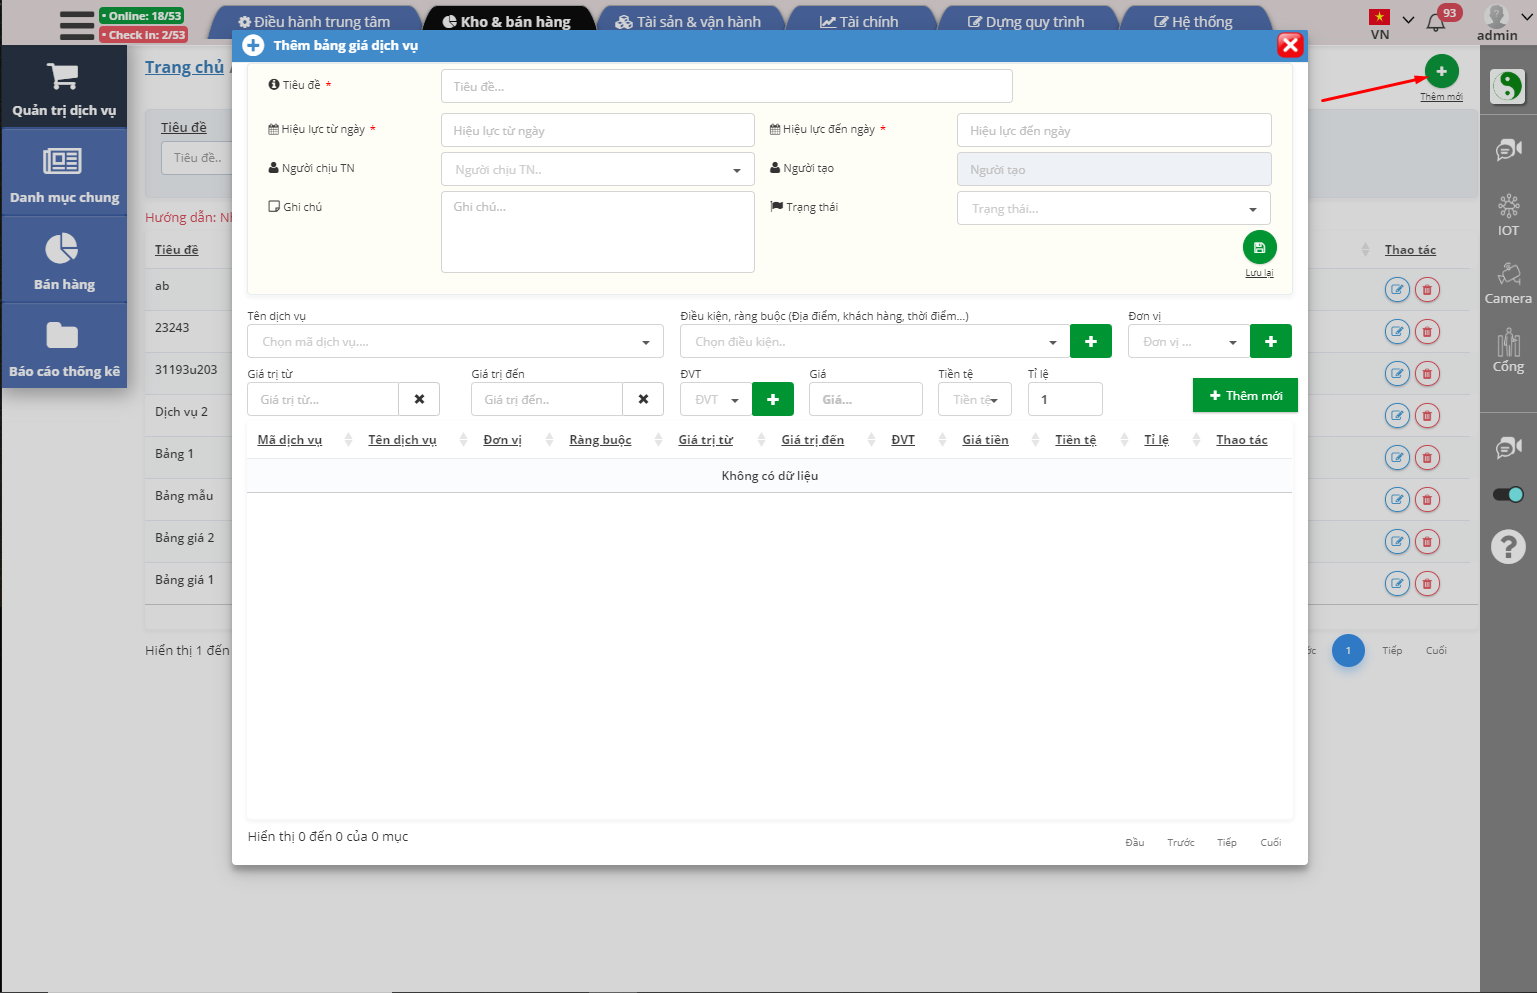 • Online: 18/53
• Check in: 2/53
Điều hành trung tâm
Kho & bán hàng
Tài sản & vận hành
Tài chính
Dựng quy trình
Hệ thống
VN
93
admin
Quản trị dịch vụ
Danh mục chung
Bán hàng
Báo cáo thống kê
Trang chủ /
Thêm mới
Tiêu đề
Tiêu đề..
Hướng dẫn:
Tiêu đề
Thao tác
ab
23243
31193u203
Dịch vụ 2
Bảng 1
Bảng mẫu
Bảng giá 2
Bảng giá 1
Hiển thị 1 đến
1
Tiếp
Cuối
IOT
Camera
Cổng
Thêm bảng giá dịch vụ
Tiêu đề *
Tiêu đề...
Hiệu lực từ ngày *
Hiệu lực từ ngày
Hiệu lực đến ngày *
Hiệu lực đến ngày
Người chịu TN
Người chịu TN..
Người tạo
Người tạo
Ghi chú
Ghi chú...
Trạng thái
Trạng thái...
Lưu lại
Tên dịch vụ
Điều kiện, ràng buộc (Địa điểm, khách hàng, thời điểm...)
Đơn vị
Chọn mã dịch vụ....
Chọn điều kiện..
Đơn vị ...
Giá trị từ
Giá trị đến
ĐVT
Giá
Tiền tệ
Tỉ lệ
Giá trị từ...
Giá trị đến..
ĐVT
Giá...
Tiền tệ
1
Thêm mới
Mã dịch vụ
Tên dịch vụ
Đơn vị
Ràng buộc
Giá trị từ
Giá trị đến
ĐVT
Giá tiền
Tiền tệ
Tỉ lệ
Thao tác
Không có dữ liệu
Hiển thị 0 đến 0 của 0 mục
Đầu
Trước
Tiếp
Cuối